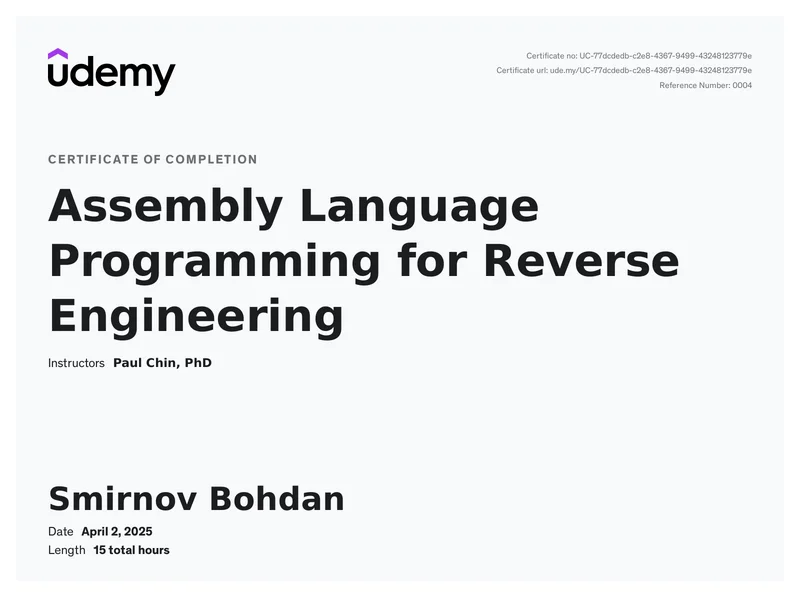 udemy
Certificate no: UC-77dcdedb-c2e8-4367-9499-43248123779e
Certificate url: ude.my/UC-77dcdedb-c2e8-4367-9499-43248123779e
Reference Number: 0004
CERTIFICATE OF COMPLETION
Assembly Language
Programming for Reverse
Engineering
Instructors Paul Chin, PhD
Smirnov Bohdan
Date April 2, 2025
Length 15 total hours